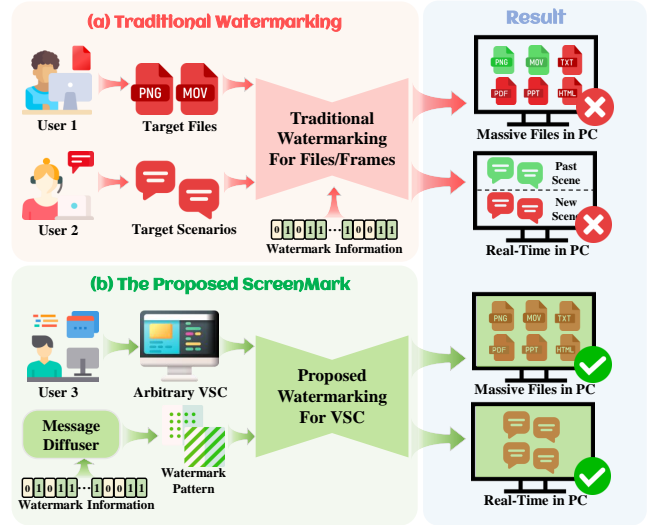 (a) Traditional Watermarking
Result
User 1
PNG
MOV
Target Files
User 2
Target Scenarios
Traditional
Watermarking
For Files/Frames
01011...10011
Watermark Information
PNG
MOV
TXT
PDF
PPT
HTML
Massive Files in PC
Past
Scene
New
Scene
Real-Time in PC
(b) The Proposed ScreenMark
User 3
Arbitrary VSC
Message
Diffuser
01011...10011
Watermark Information
Watermark
Pattern
Proposed
Watermarking
For VSC
PNG
MOV
TXT
PDF
PPT
HTML
Massive Files in PC
Real-Time in PC